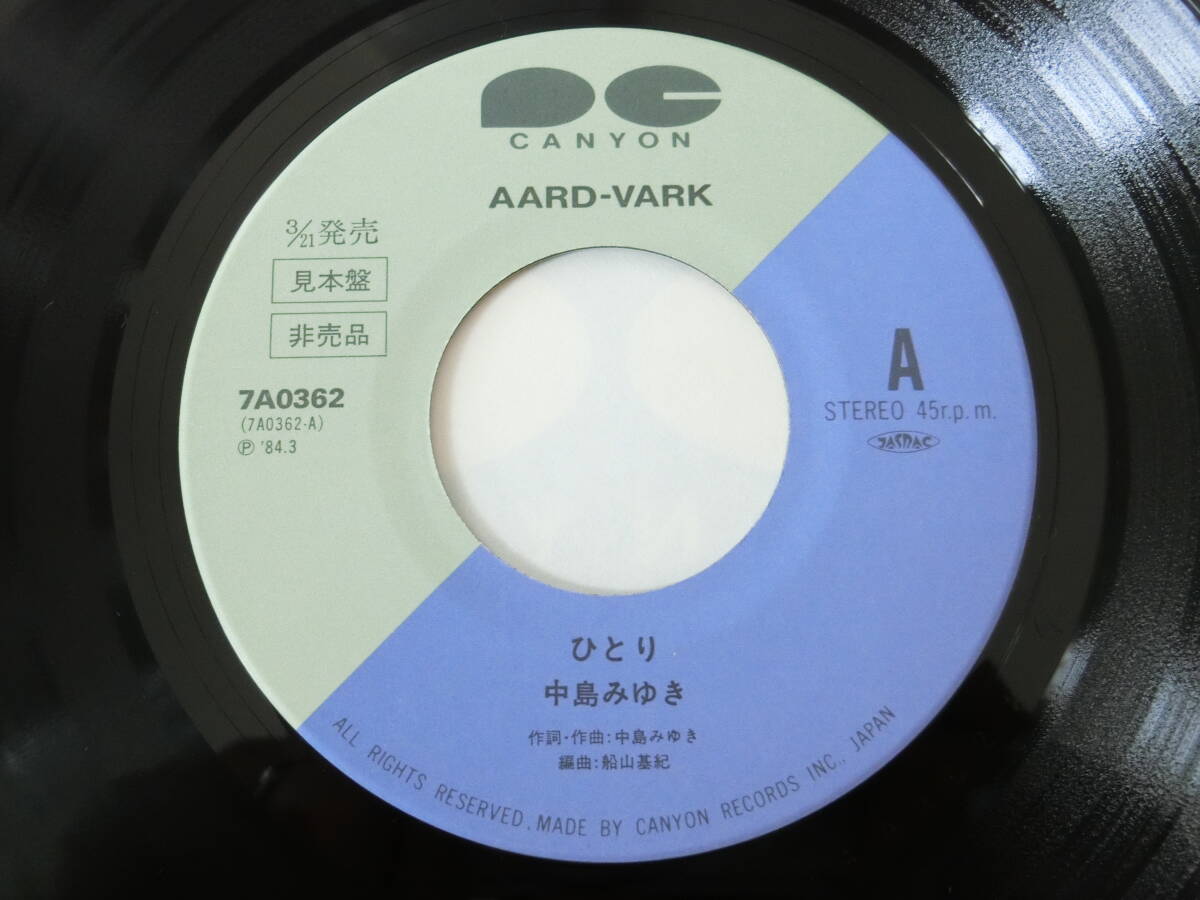 PC
CANYON
AARD-VARK
3/21発売
見本盤
非売品
7A0362
(7A0362-A)
Ⓟ '84.3
A
STEREO 45r.p.m.
JASRAC
ひとり
中島みゆき
作詞・作曲:中島みゆき
編曲:船山基紀
ALL RIGHTS RESERVED. MADE BY CANYON RECORDS INC., JAPAN